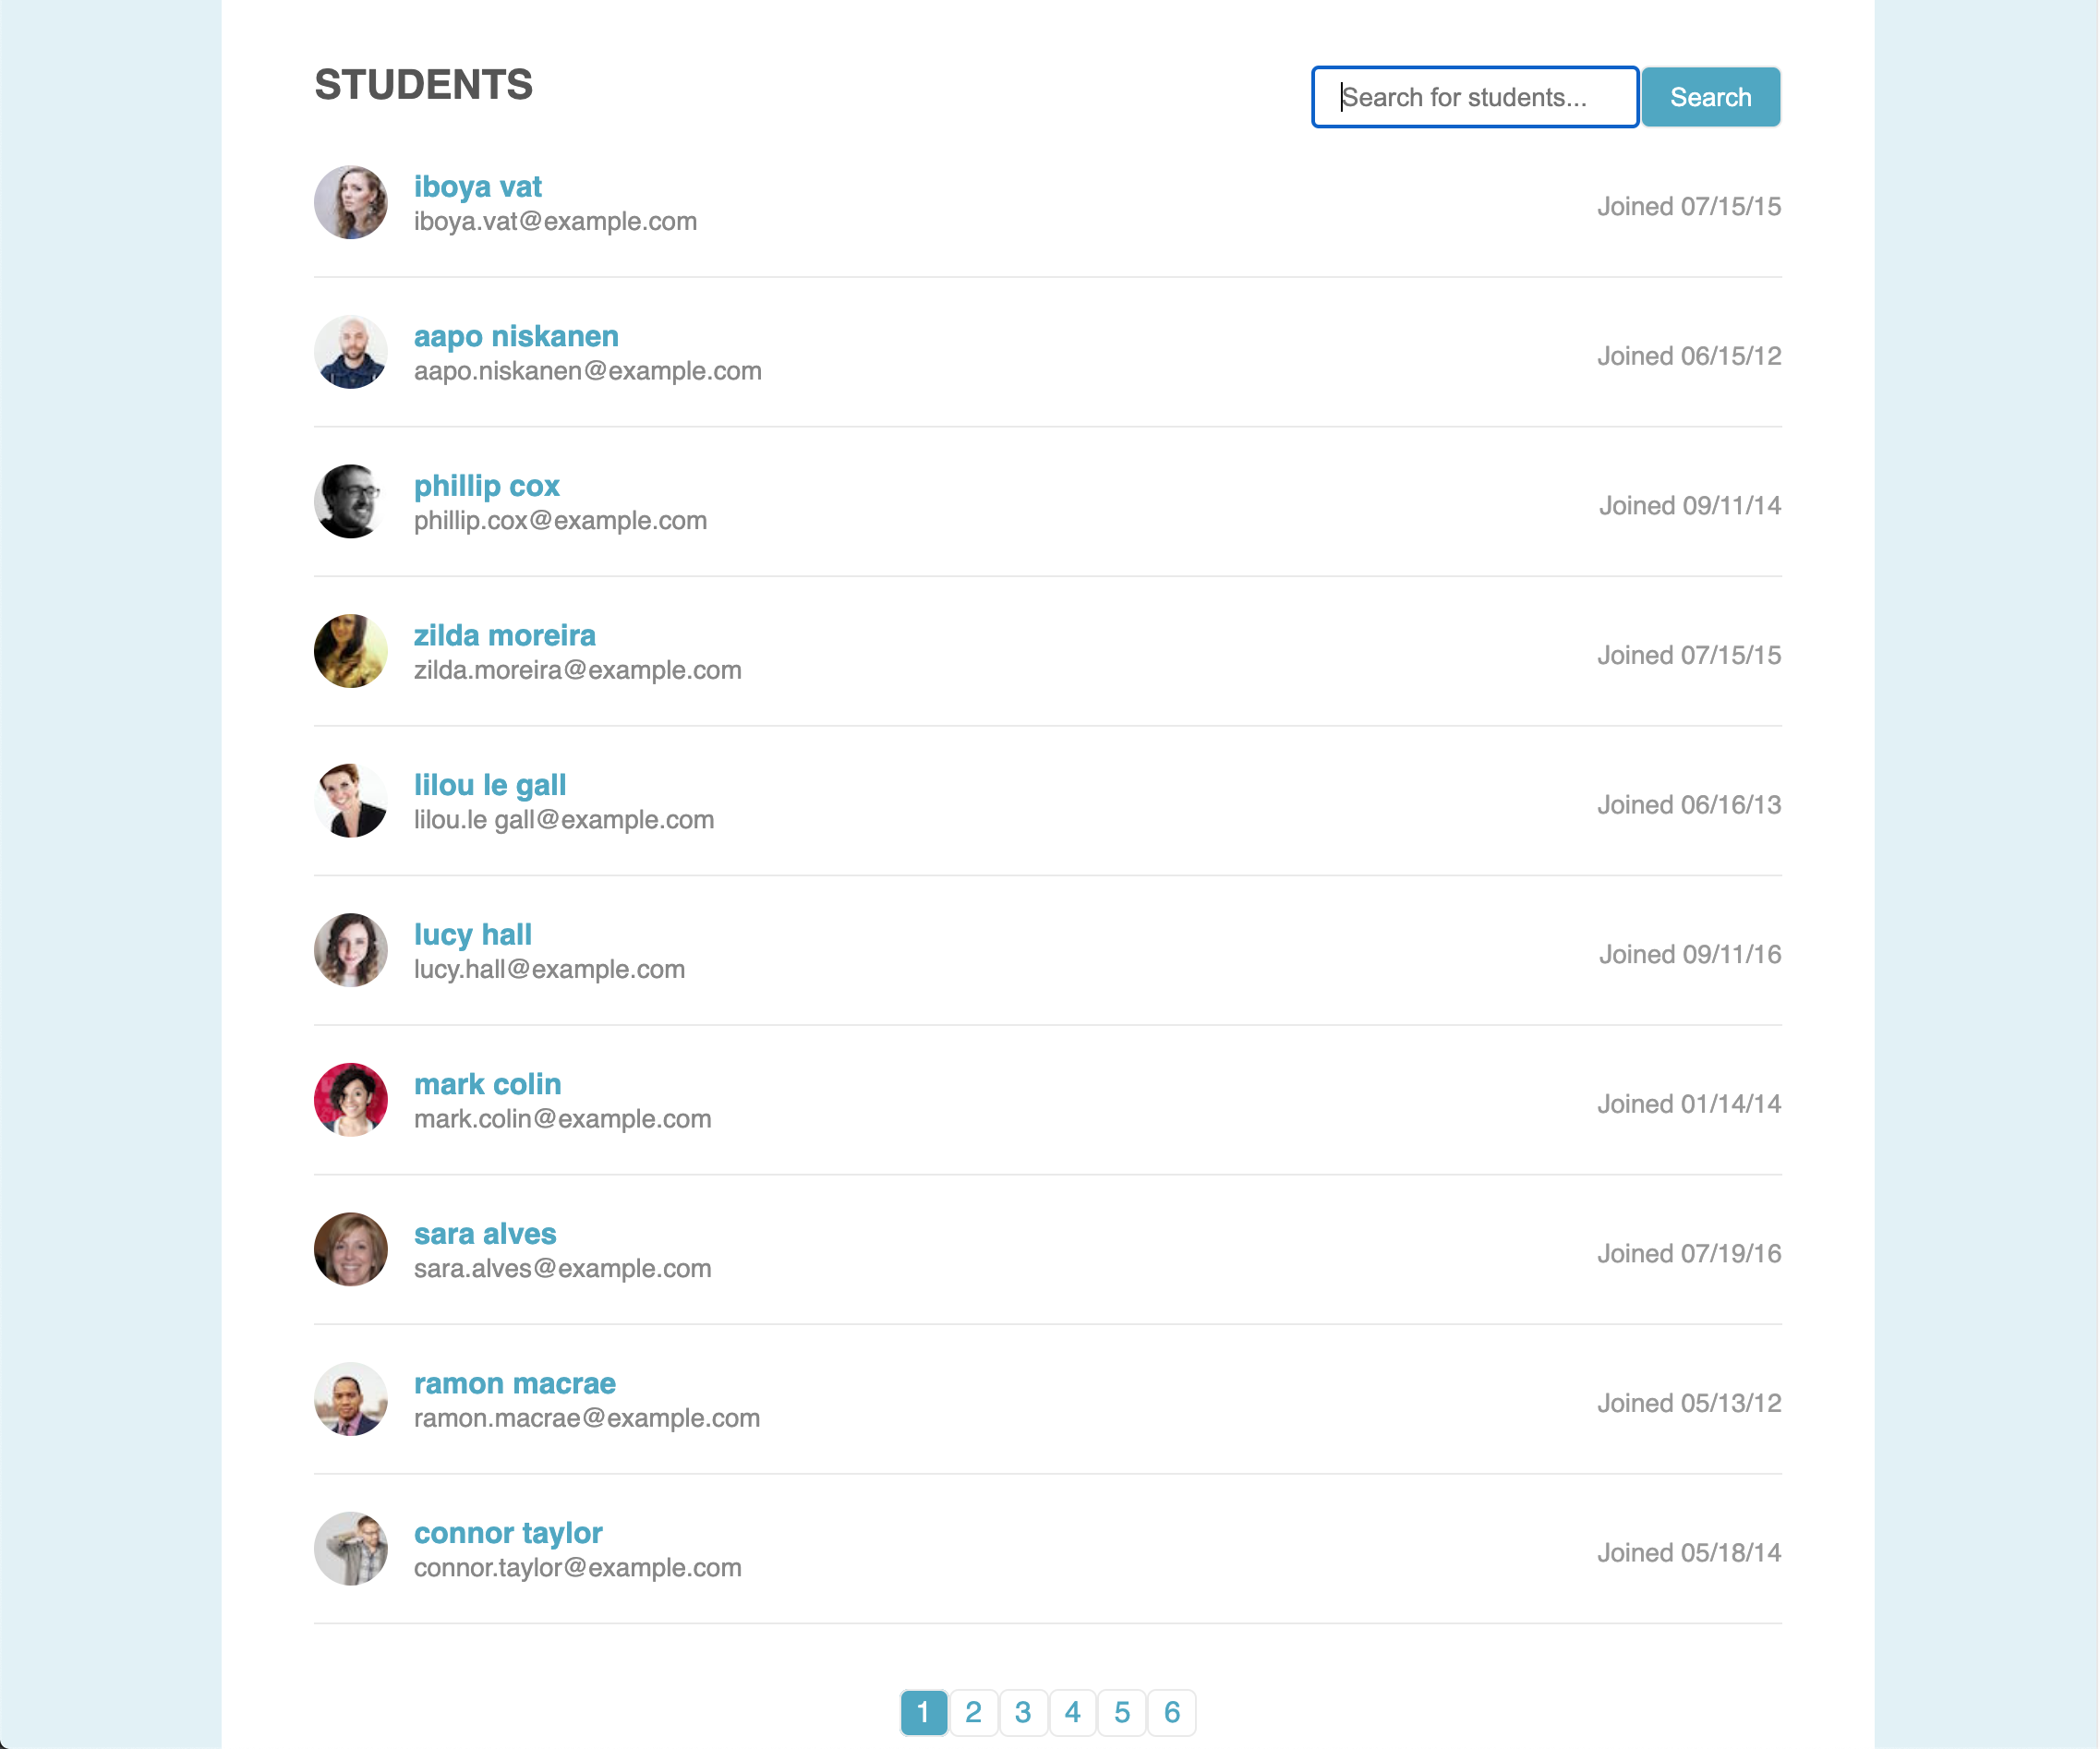 STUDENTS
Search for students...
Search
iboya vat
iboya.vat@example.com
Joined 07/15/15
aapo niskanen
aapo.niskanen@example.com
Joined 06/15/12
phillip cox
phillip.cox@example.com
Joined 09/11/14
zilda moreira
zilda.moreira@example.com
Joined 07/15/15
lilou le gall
lilou.le gall@example.com
Joined 06/16/13
lucy hall
lucy.hall@example.com
Joined 09/11/16
mark colin
mark.colin@example.com
Joined 01/14/14
sara alves
sara.alves@example.com
Joined 07/19/16
ramon macrae
ramon.macrae@example.com
Joined 05/13/12
connor taylor
connor.taylor@example.com
Joined 05/18/14
1 2 3 4 5 6